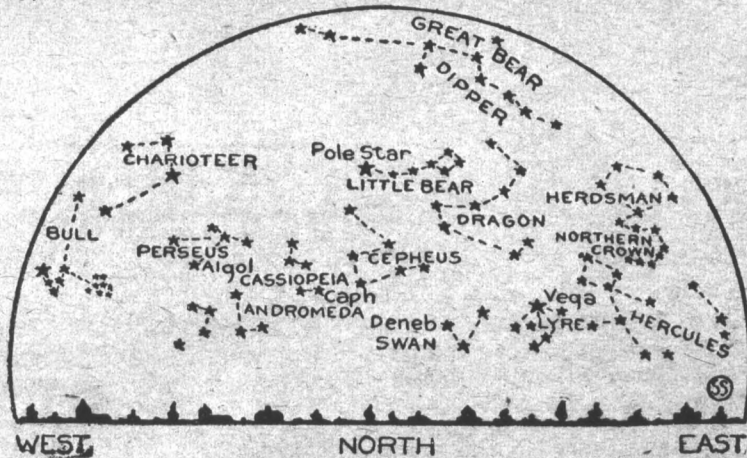 GREAT BEAR
DIPPER
CHARIOTEER
Pole Star
LITTLE BEAR
HERDSMAN
DRAGON
BULL
PERSEUS
NORTHERN
CROWN
Algol
CEPHEUS
CASSIOPEIA
Caph
Vega
ANDROMEDA
Deneb
LYRE
HERCULES
SWAN
SS
WEST
NORTH
EAST